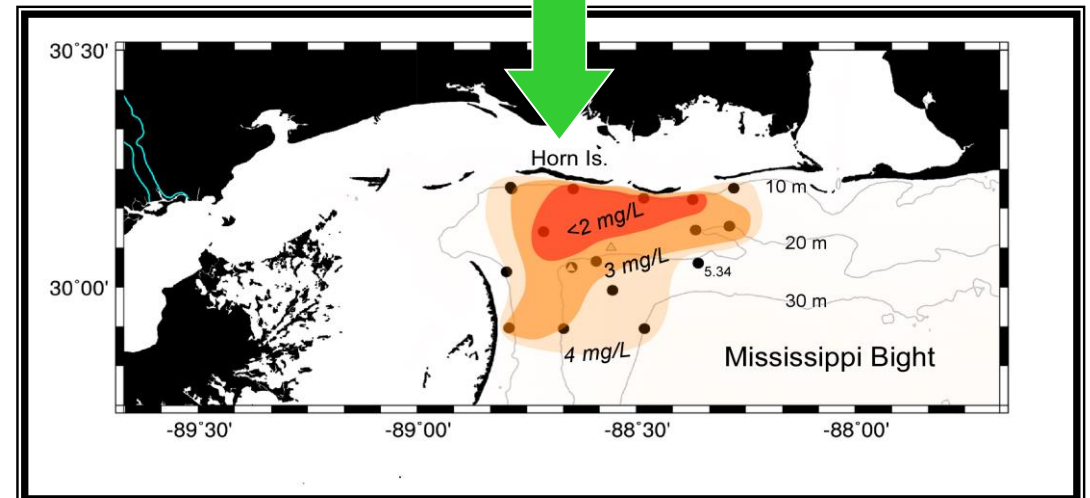 30˚30'
Horn Is.
10 m
<2 mg/L
20 m
3 mg/L
5.34
30˚00'
30 m
4 mg/L
Mississippi Bight
-89˚30'
-89˚00'
-88˚30'
-88˚00'